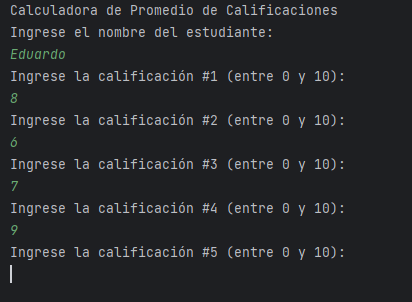 Calculadora de Promedio de Calificaciones
Ingrese el nombre del estudiante:
Eduardo
Ingrese la calificación #1 (entre 0 y 10):
8
Ingrese la calificación #2 (entre 0 y 10):
6
Ingrese la calificación #3 (entre 0 y 10):
7
Ingrese la calificación #4 (entre 0 y 10):
9
Ingrese la calificación #5 (entre 0 y 10):